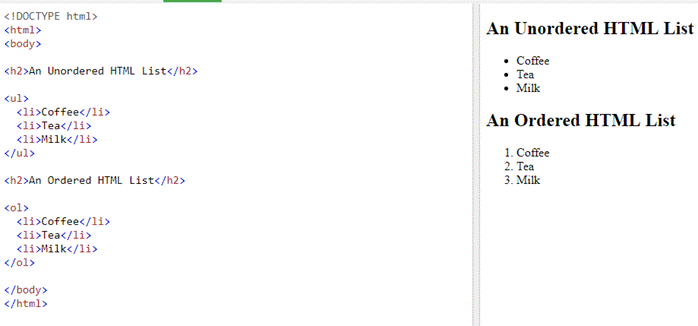 <!DOCTYPE html>
<html>
<body>
<h2>An Unordered HTML List</h2>
<ul>
<li>Coffee</li>
<li>Tea</li>
<li>Milk</li>
</ul>
<h2>An Ordered HTML List</h2>
<ol>
<li>Coffee</li>
<li>Tea</li>
<li>Milk</li>
</ol>
</body>
</html>
An Unordered HTML List
• Coffee
• Tea
• Milk
An Ordered HTML List
1. Coffee
2. Tea
3. Milk